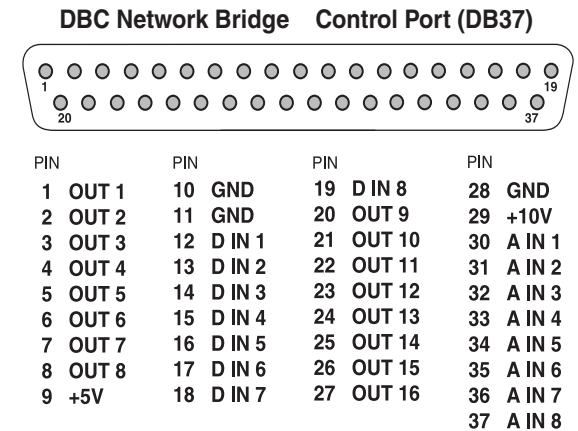 DBC Network Bridge Control Port (DB37)
1 19
20 37
PIN PIN PIN PIN
1 OUT 1 10 GND 19 D IN 8 28 GND
2 OUT 2 11 GND 20 OUT 9 29 +10V
3 OUT 3 12 D IN 1 21 OUT 10 30 A IN 1
4 OUT 4 13 D IN 2 22 OUT 11 31 A IN 2
5 OUT 5 14 D IN 3 23 OUT 12 32 A IN 3
6 OUT 6 15 D IN 4 24 OUT 13 33 A IN 4
7 OUT 7 16 D IN 5 25 OUT 14 34 A IN 5
8 OUT 8 17 D IN 6 26 OUT 15 35 A IN 6
9 +5V 18 D IN 7 27 OUT 16 36 A IN 7
37 A IN 8